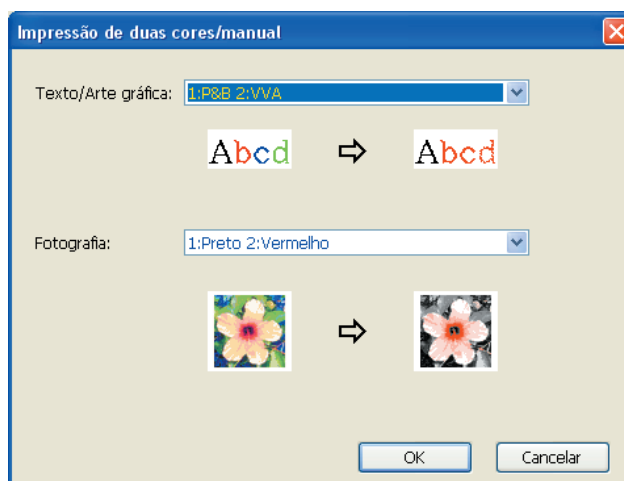 Impressão de duas cores/manual
Texto/Arte gráfica: 1:P&B 2:VVA
Abcd Abcd
Fotografia: 1:Preto 2:Vermelho
OK Cancelar